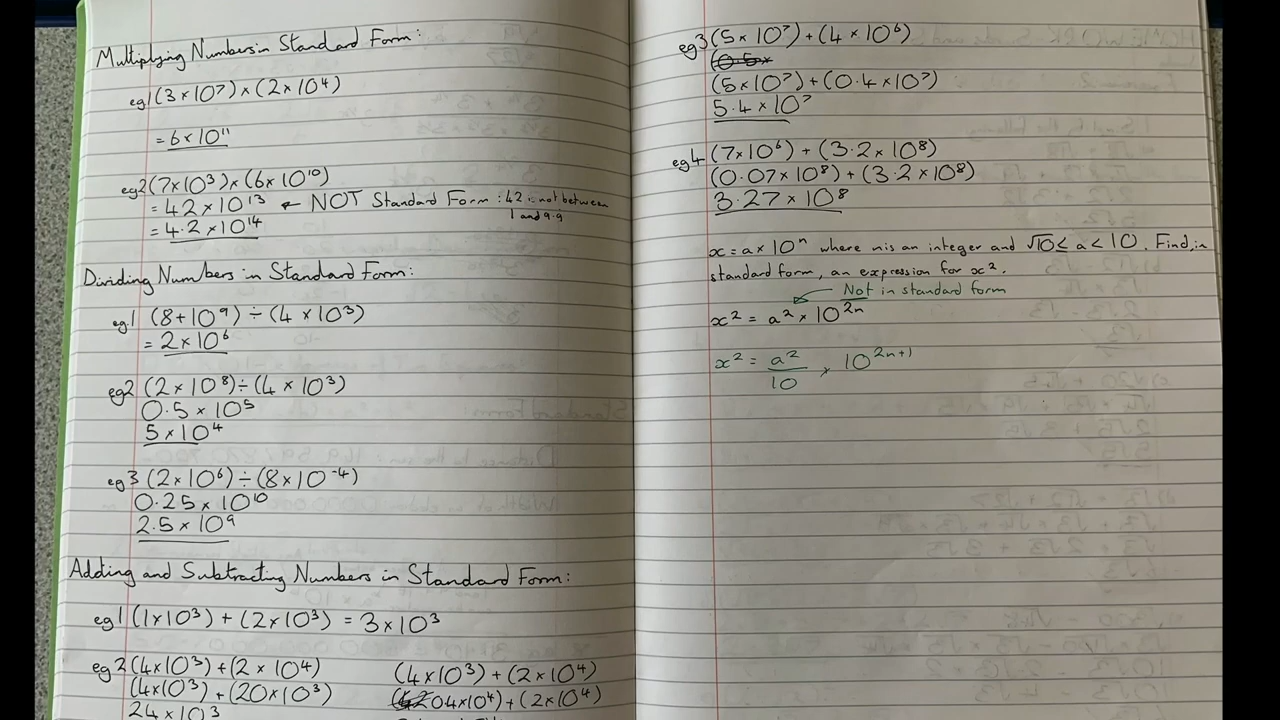 Multiplying Numbers in Standard Form:
eg1 (3 × 10⁷) × (2 × 10⁴)
= 6 × 10¹¹
eg2 (7×10³) × (6 × 10¹⁰)
= 42 × 10¹³ ← NOT Standard Form : 42 is not between
1 and 9.9
= 4.2 × 10¹⁴
Dividing Numbers in Standard Form:
eg1 (8 + 10⁹) ÷ (4 × 10³)
= 2 × 10⁶
eg2 (2 × 10⁸) ÷ (4 × 10³)
0.5 × 10⁵
5 × 10⁴
eg3 (2 × 10⁶) ÷ (8 × 10⁻⁴)
0.25 × 10¹⁰
2.5 × 10⁹
Adding and Subtracting Numbers in Standard Form:
eg1 (1×10³) + (2×10³) = 3 × 10³
eg2 (4×10³) + (2 × 10⁴)
(4×10³) + (20×10³)
24 × 10³
(4×10³) + (2×10⁴)
04×10⁴) + (2×10⁴)
eg3 (5 × 10⁷) + (4 × 10⁶)
(0.5×
(5×10⁷) + (0.4 × 10⁷)
5.4 × 10⁷
eg4 (7×10⁶) + (3.2 × 10⁸)
(0.07×10⁸) + (3.2 × 10⁸)
3.27 × 10⁸
x = a × 10ⁿ where n is an integer and √10 < a < 10. Find, in
standard form, an expression for x².
Not in standard form
x² = a² × 10²ⁿ
x² = a²/10 × 10²ⁿ⁺¹